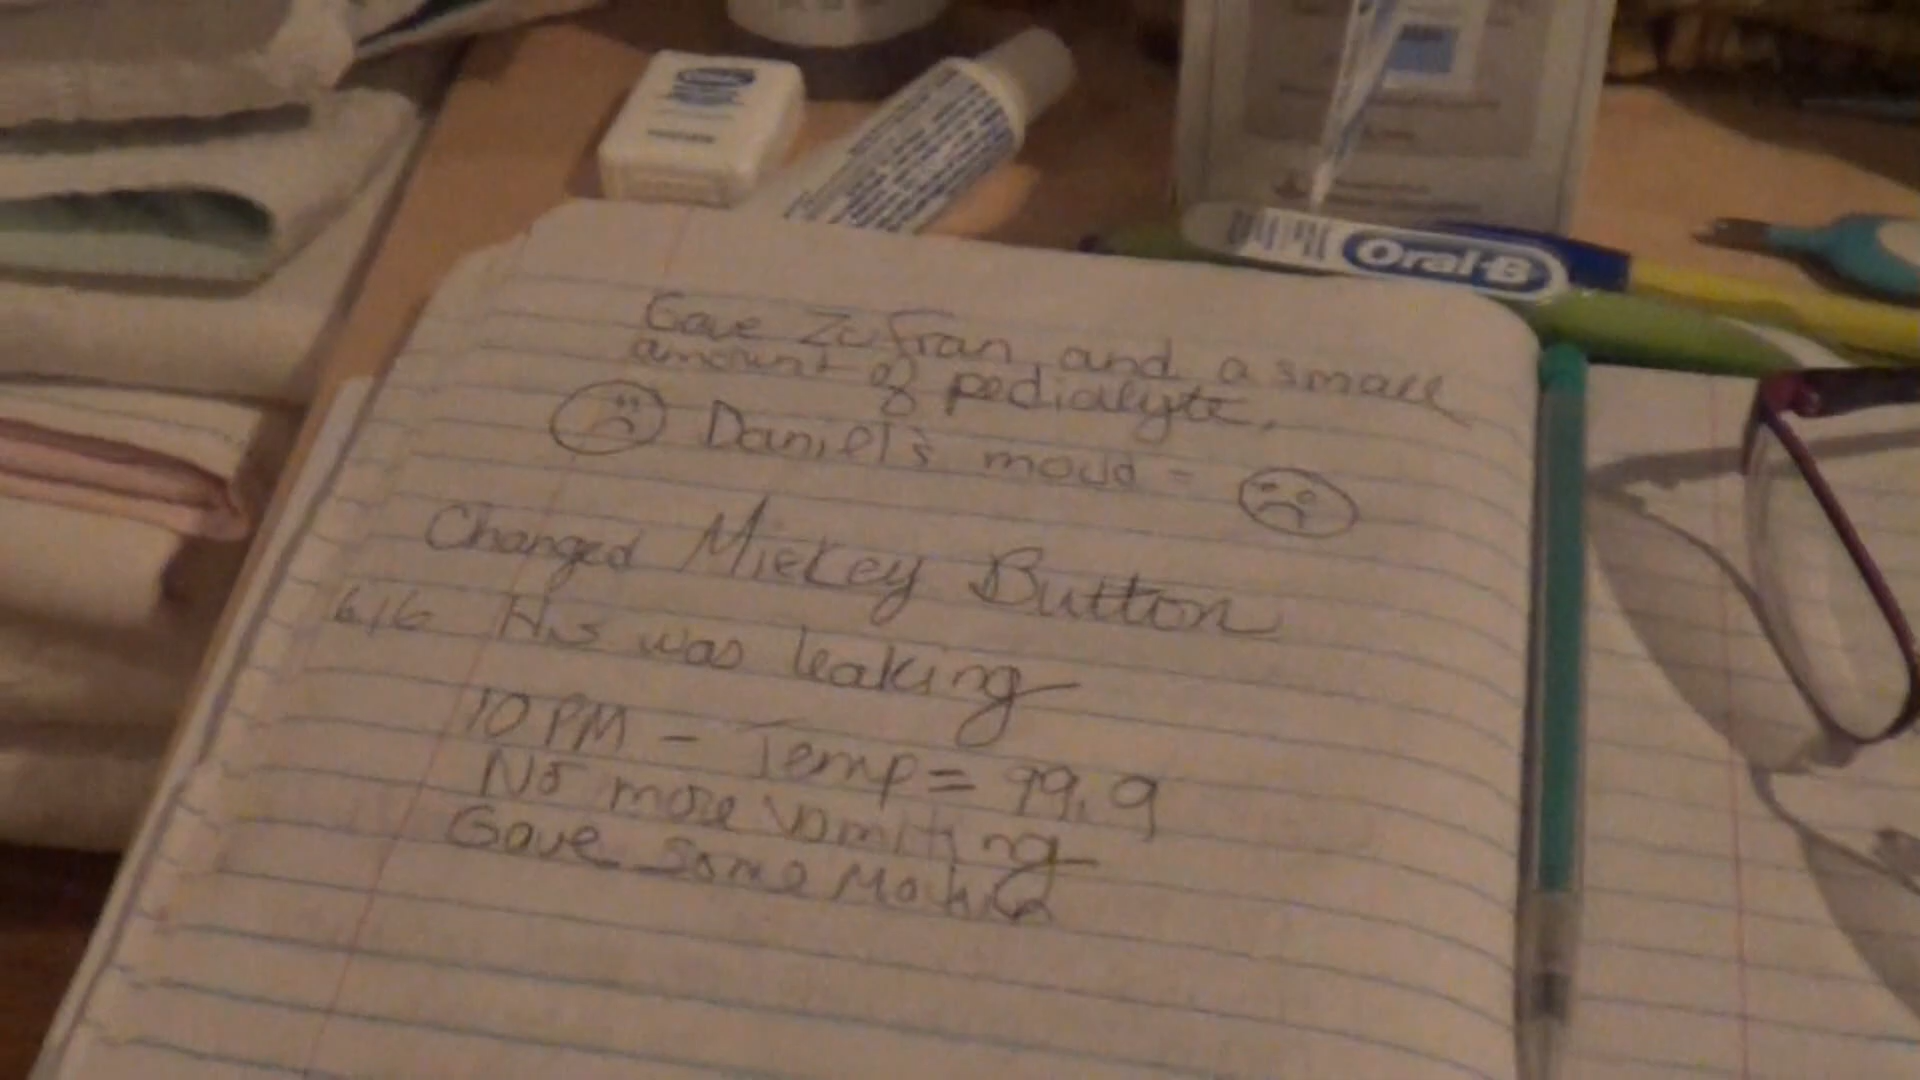 Oral-B
Gave Zofran and a small
amount of pedialyte,
Daniel's mood =
Changed Mickey Button
6/6 His was leaking
10 PM - Temp = 99.9
No more vomiting
Gave some